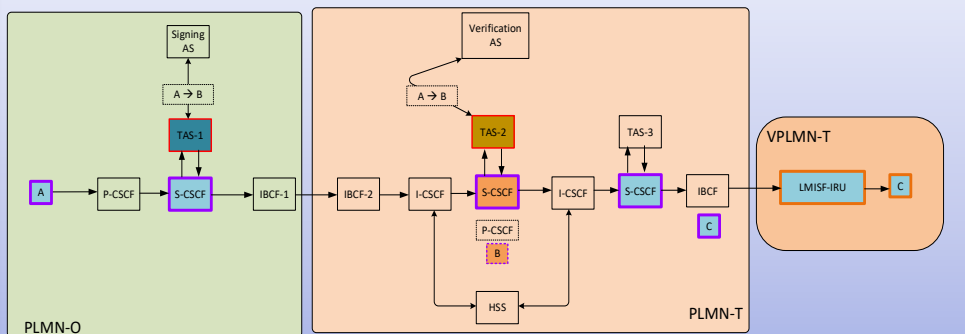 Signing
AS
Verification
AS
A → B
A → B
TAS-1
TAS-2
TAS-3
VPLMN-T
A
P-CSCF
S-CSCF
IBCF-1
IBCF-2
I-CSCF
S-CSCF
I-CSCF
S-CSCF
IBCF
LMISF-IRU
C
P-CSCF
B
C
HSS
PLMN-O
PLMN-T